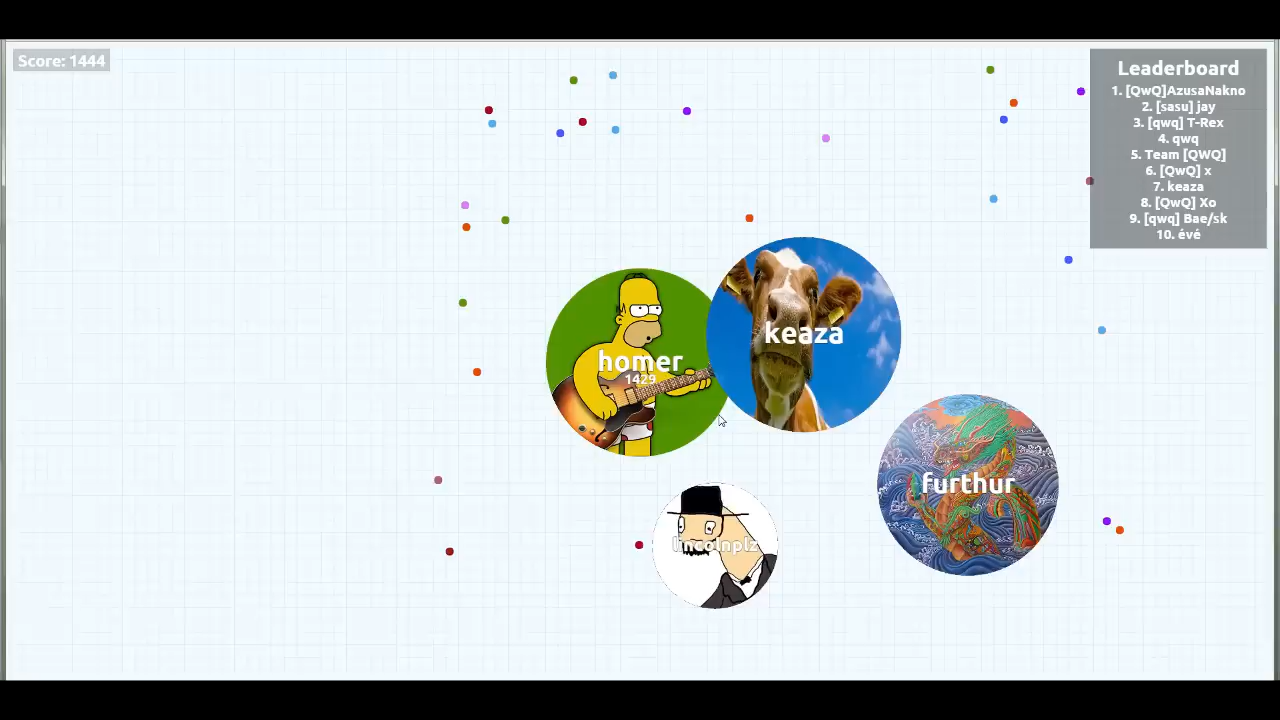 Score: 1444
Leaderboard
1. [QwQ]AzusaNakno
2. [sasu] jay
3. [qwq] T-Rex
4. qwq
5. Team [QWQ]
6. [QwQ] x
7. keaza
8. [QwQ] Xo
9. [qwq] Bae/sk
10. évé
keaza
homer
1429
furthur
lincolnplz